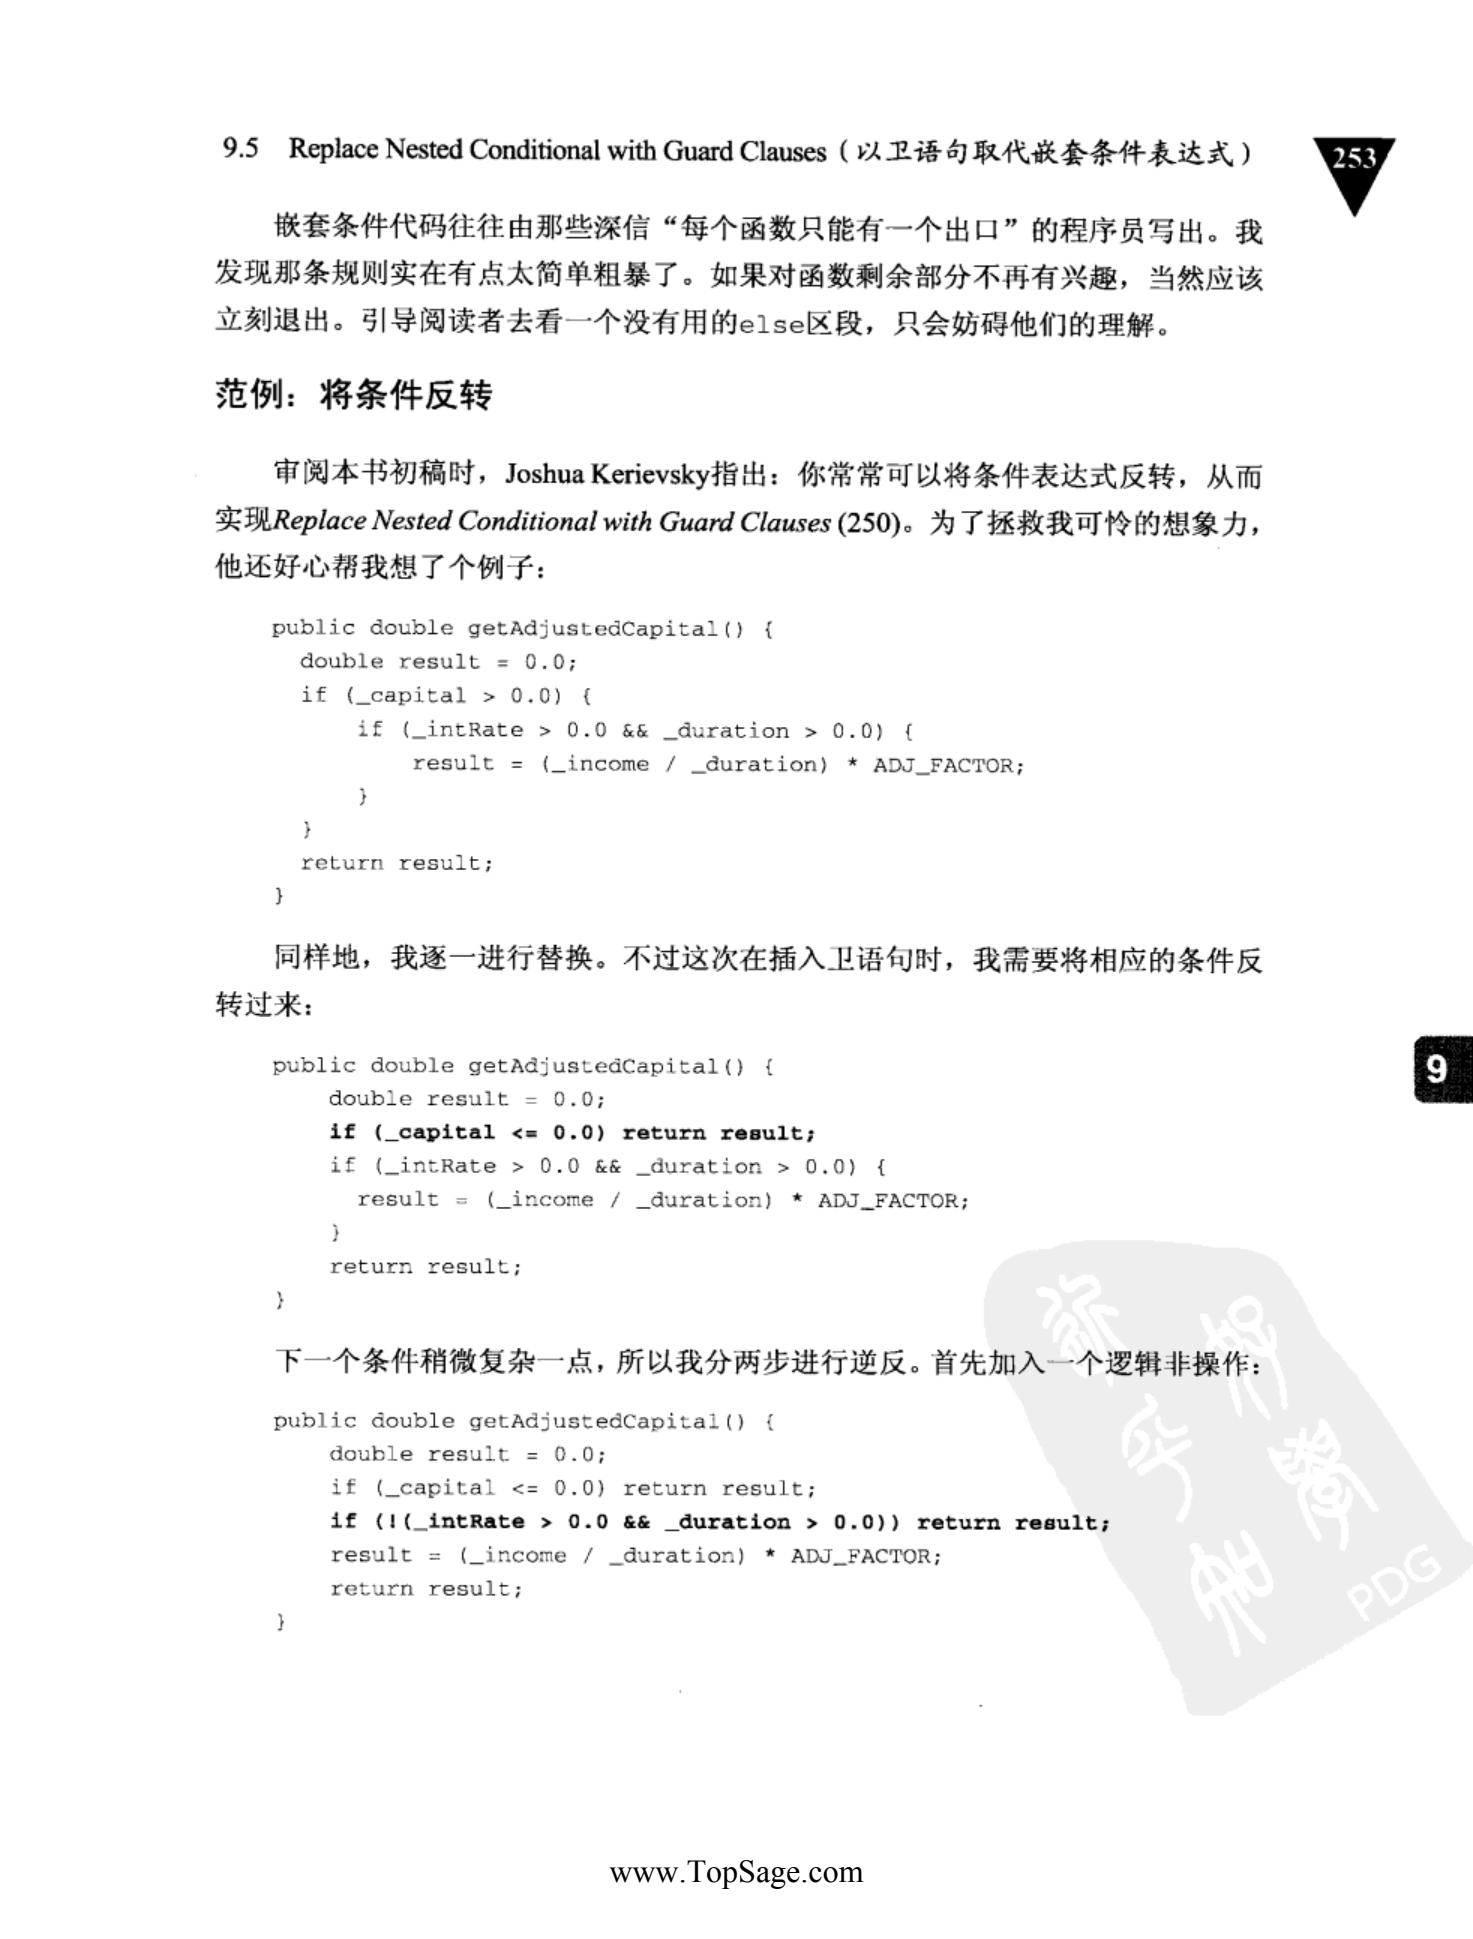 9.5 Replace Nested Conditional with Guard Clauses（以卫语句取代嵌套条件表达式）
253
嵌套条件代码往往由那些深信“每个函数只能有一个出口”的程序员写出。我
发现那条规则实在有点太简单粗暴了。如果对函数剩余部分不再有兴趣，当然应该
立刻退出。引导阅读者去看一个没有用的else区段，只会妨碍他们的理解。
范例：将条件反转
审阅本书初稿时，Joshua Kerievsky指出：你常常可以将条件表达式反转，从而
实现Replace Nested Conditional with Guard Clauses (250)。为了拯救我可怜的想象力，
他还好心帮我想了个例子：
public double getAdjustedCapital() {
double result = 0.0;
if (_capital > 0.0) {
if (_intRate > 0.0 && _duration > 0.0) {
result = (_income / _duration) * ADJ_FACTOR;
}
}
return result;
}
同样地，我逐一进行替换。不过这次在插入卫语句时，我需要将相应的条件反
转过来：
public double getAdjustedCapital() {
double result = 0.0;
if (_capital <= 0.0) return result;
if (_intRate > 0.0 && _duration > 0.0) {
result = (_income / _duration) * ADJ_FACTOR;
}
return result;
}
9
下一个条件稍微复杂一点，所以我分两步进行逆反。首先加入一个逻辑非操作：
public double getAdjustedCapital() {
double result = 0.0;
if (_capital <= 0.0) return result;
if (!(_intRate > 0.0 && _duration > 0.0)) return result;
result = (_income / _duration) * ADJ_FACTOR;
return result;
}
PDG
www.TopSage.com